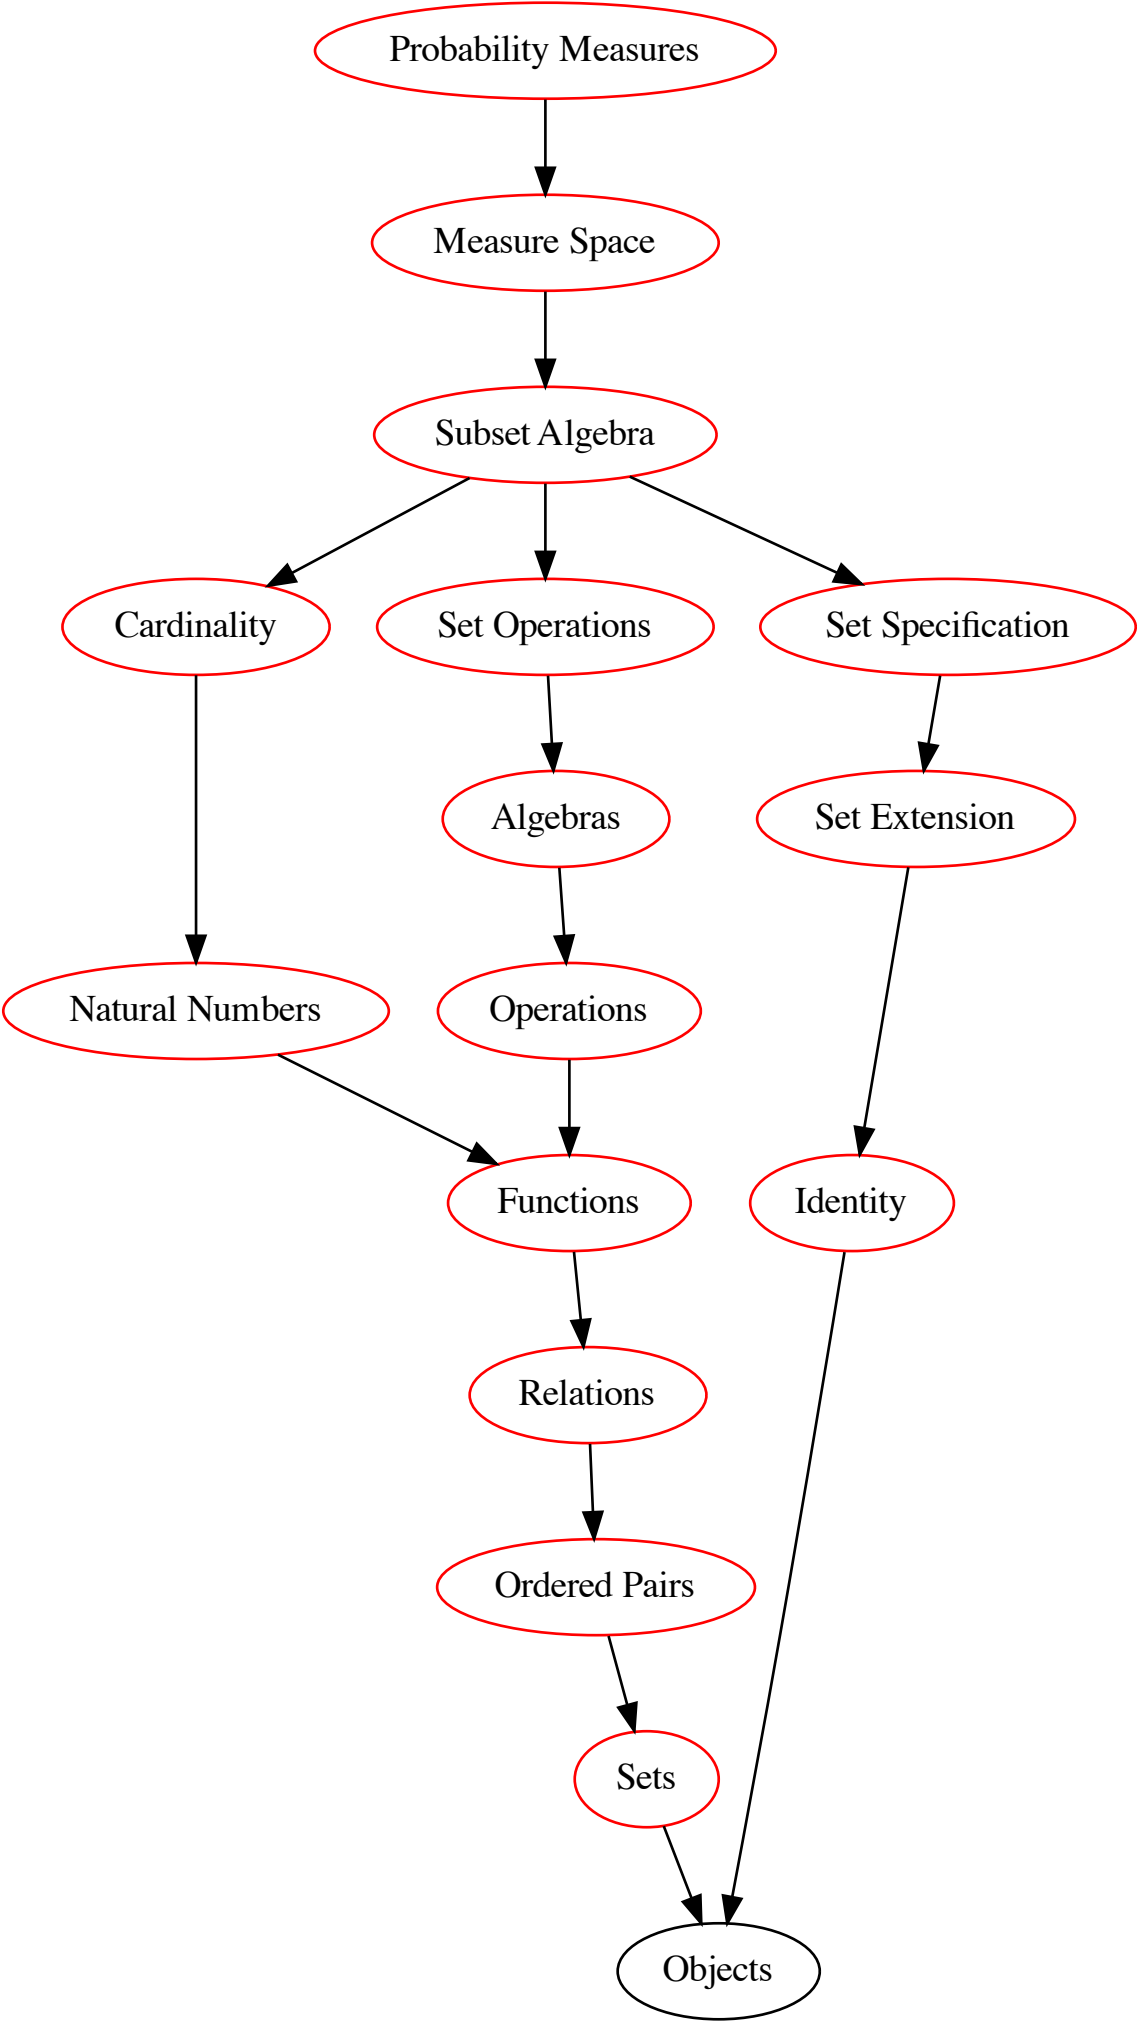 Probability Measures
Measure Space
Subset Algebra
Cardinality
Set Operations
Set Specification
Algebras
Set Extension
Natural Numbers
Operations
Functions
Identity
Relations
Ordered Pairs
Sets
Objects